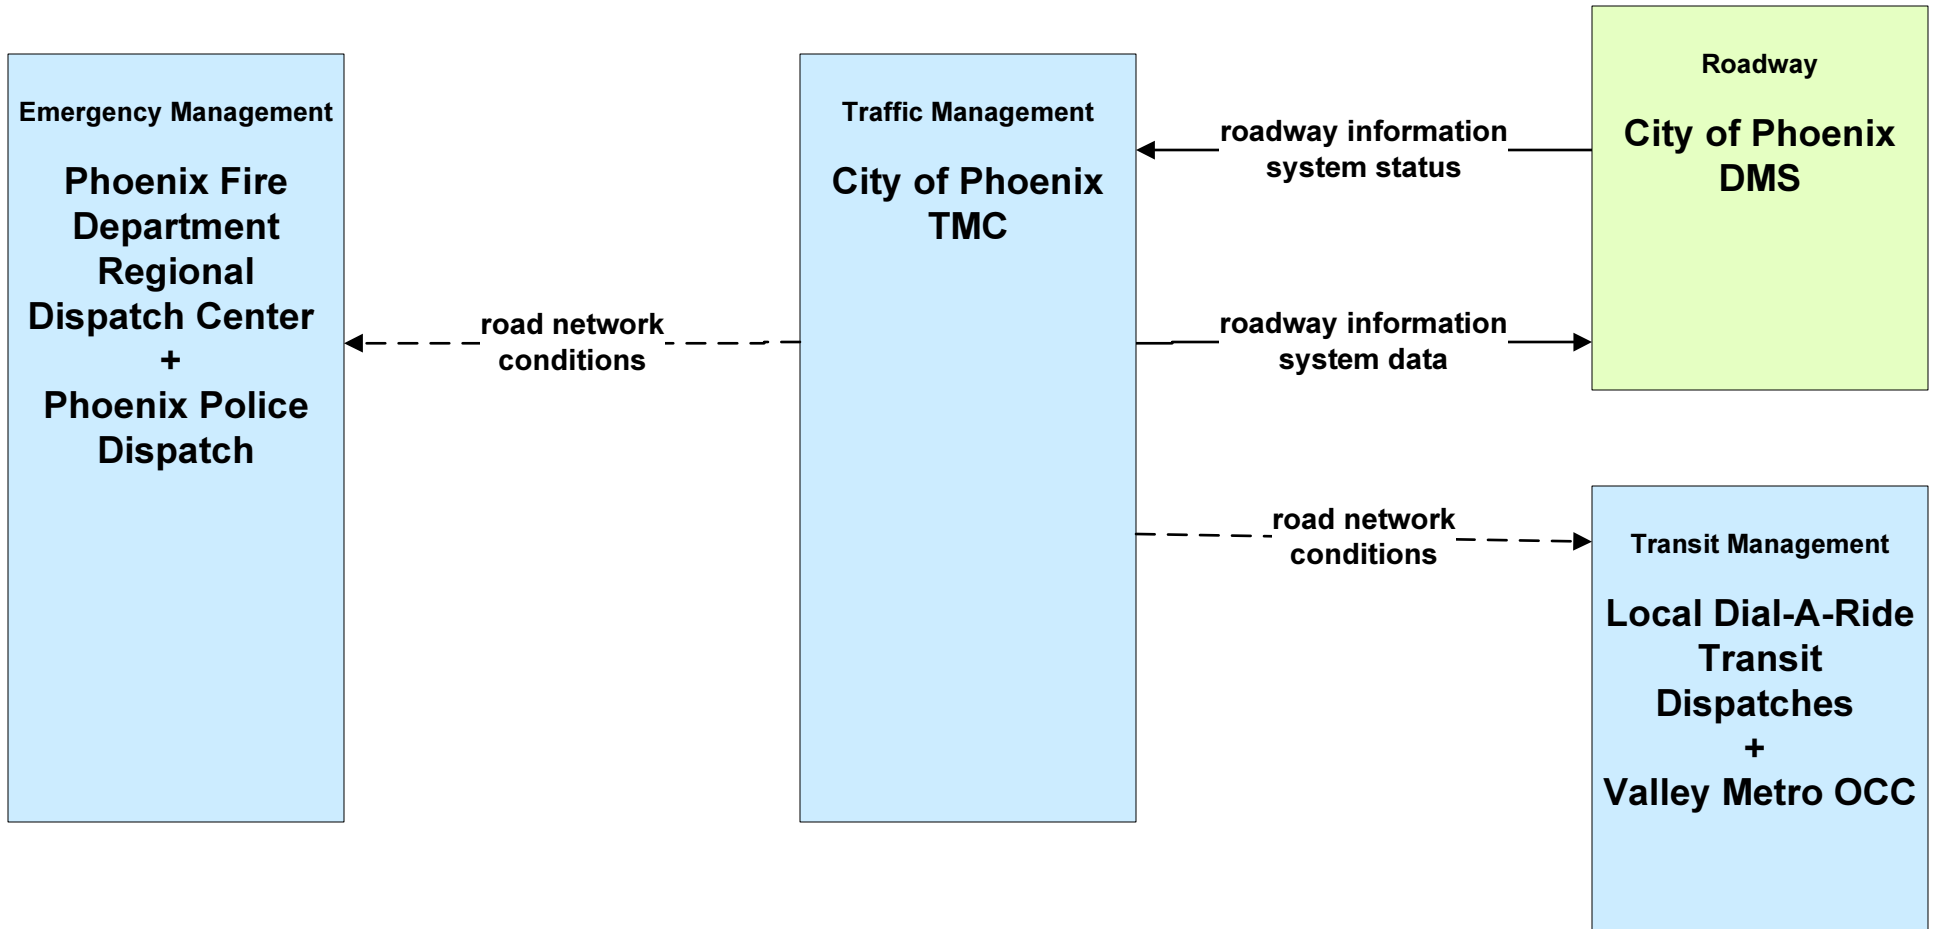 Emergency Management
Phoenix Fire
Department
Regional
Dispatch Center
+
Phoenix Police
Dispatch
road network
conditions
Traffic Management
City of Phoenix
TMC
roadway information
system status
roadway information
system data
road network
conditions
Roadway
City of Phoenix
DMS
Transit Management
Local Dial-A-Ride
Transit
Dispatches
+
Valley Metro OCC